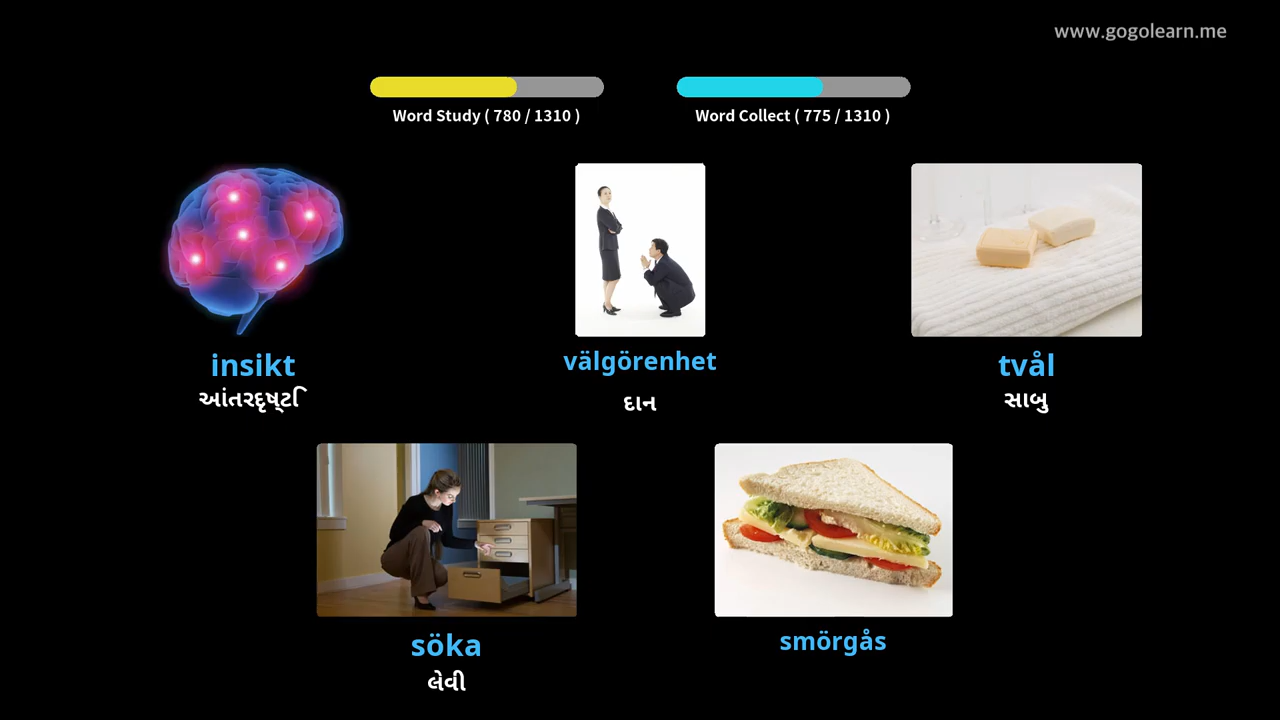 www.gogolearn.me
Word Study ( 780 / 1310 )
Word Collect ( 775 / 1310 )
insikt
આંતરદૃષ્ટિ
välgörenhet
દાન
tvål
સાબુ
söka
લેવી
smörgås